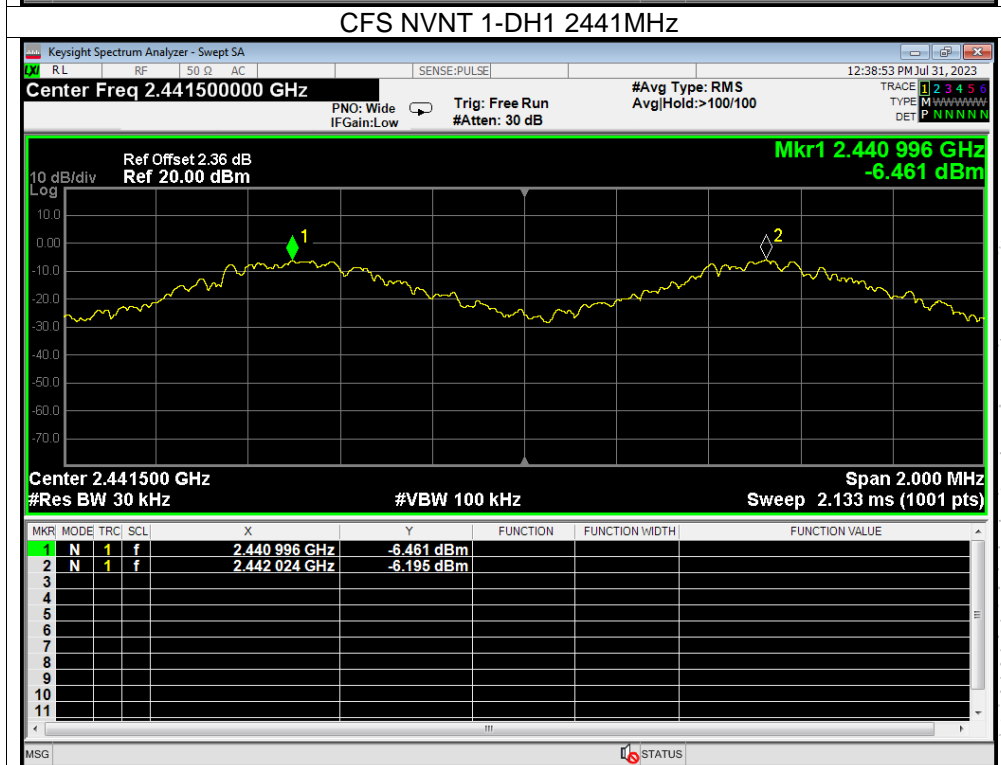 CFS NVNT 1-DH1 2441MHz
Keysight Spectrum Analyzer - Swept SA
LXI RL RF 50 Ω AC SENSE:PULSE 12:38:53 PM Jul 31, 2023
Center Freq 2.441500000 GHz
PNO: Wide
IFGain:Low
Trig: Free Run
#Atten: 30 dB
#Avg Type: RMS
Avg|Hold:>100/100
TRACE 1 2 3 4 5 6
TYPE M WWWWW
DET P N N N N N
Ref Offset 2.36 dB
10 dB/div Ref 20.00 dBm
Log
Mkr1 2.440 996 GHz
-6.461 dBm
10.0
0.00
-10.0
-20.0
-30.0
-40.0
-50.0
-60.0
-70.0
1
2
Center 2.441500 GHz Span 2.000 MHz
#Res BW 30 kHz #VBW 100 kHz Sweep 2.133 ms (1001 pts)
MKR MODE TRC SCL X Y FUNCTION FUNCTION WIDTH FUNCTION VALUE
1 N 1 f 2.440 996 GHz -6.461 dBm
2 N 1 f 2.442 024 GHz -6.195 dBm
3
4
5
6
7
8
9
10
11
MSG STATUS